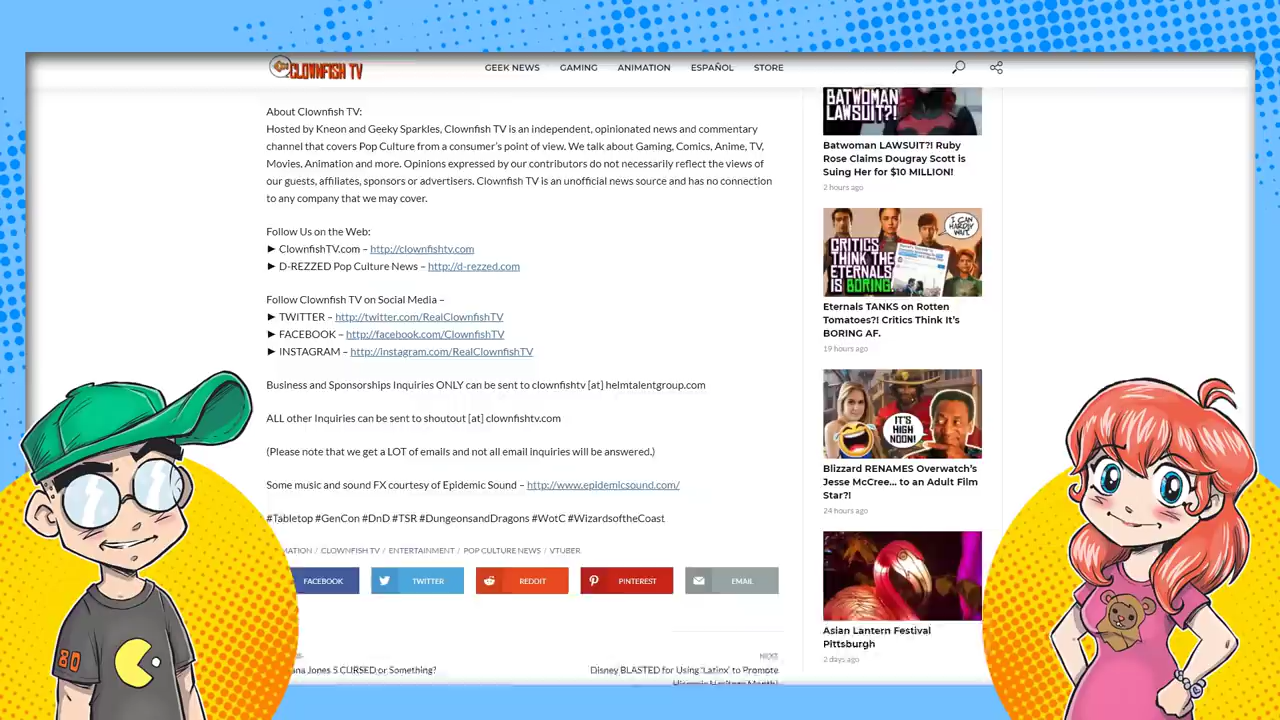 CLOWNFISH TV
GEEK NEWS
GAMING
ANIMATION
ESPAÑOL
STORE
About Clownfish TV:
Hosted by Kneon and Geeky Sparkles, Clownfish TV is an independent, opinionated news and commentary
channel that covers Pop Culture from a consumer's point of view. We talk about Gaming, Comics, Anime, TV,
Movies, Animation and more. Opinions expressed by our contributors do not necessarily reflect the views of
our guests, affiliates, sponsors or advertisers. Clownfish TV is an unofficial news source and has no connection
to any company that we may cover.
Follow Us on the Web:
► ClownfishTV.com – http://clownfishtv.com
► D-REZZED Pop Culture News – http://d-rezzed.com
Follow Clownfish TV on Social Media –
► TWITTER – http://twitter.com/RealClownfishTV
► FACEBOOK – http://facebook.com/ClownfishTV
► INSTAGRAM – http://instagram.com/RealClownfishTV
Business and Sponsorships Inquiries ONLY can be sent to clownfishtv [at] helmtalentgroup.com
ALL other Inquiries can be sent to shoutout [at] clownfishtv.com
(Please note that we get a LOT of emails and not all email inquiries will be answered.)
Some music and sound FX courtesy of Epidemic Sound – http://www.epidemicsound.com/
#Tabletop #GenCon #DnD #TSR #DungeonsandDragons #WotC #WizardsoftheCoast
MATION / CLOWNFISH TV / ENTERTAINMENT / POP CULTURE NEWS / VTUBER
FACEBOOK
TWITTER
REDDIT
PINTEREST
EMAIL
ana Jones 5 CURSED or Something?
NEXT
Disney BLASTED for Using 'Latinx' to Promote
Hispanic Heritage Month!
BATWOMAN
LAWSUIT?!
Batwoman LAWSUIT?! Ruby
Rose Claims Dougray Scott is
Suing Her for $10 MILLION!
2 hours ago
I CAN
HARDLY
WAIT.
CRITICS
THINK THE
ETERNALS
IS BORING.
Eternals TANKS on Rotten
Tomatoes?! Critics Think It's
BORING AF.
19 hours ago
IT'S
HIGH
NOON!
Blizzard RENAMES Overwatch's
Jesse McCree... to an Adult Film
Star?!
24 hours ago
Asian Lantern Festival
Pittsburgh
2 days ago
80